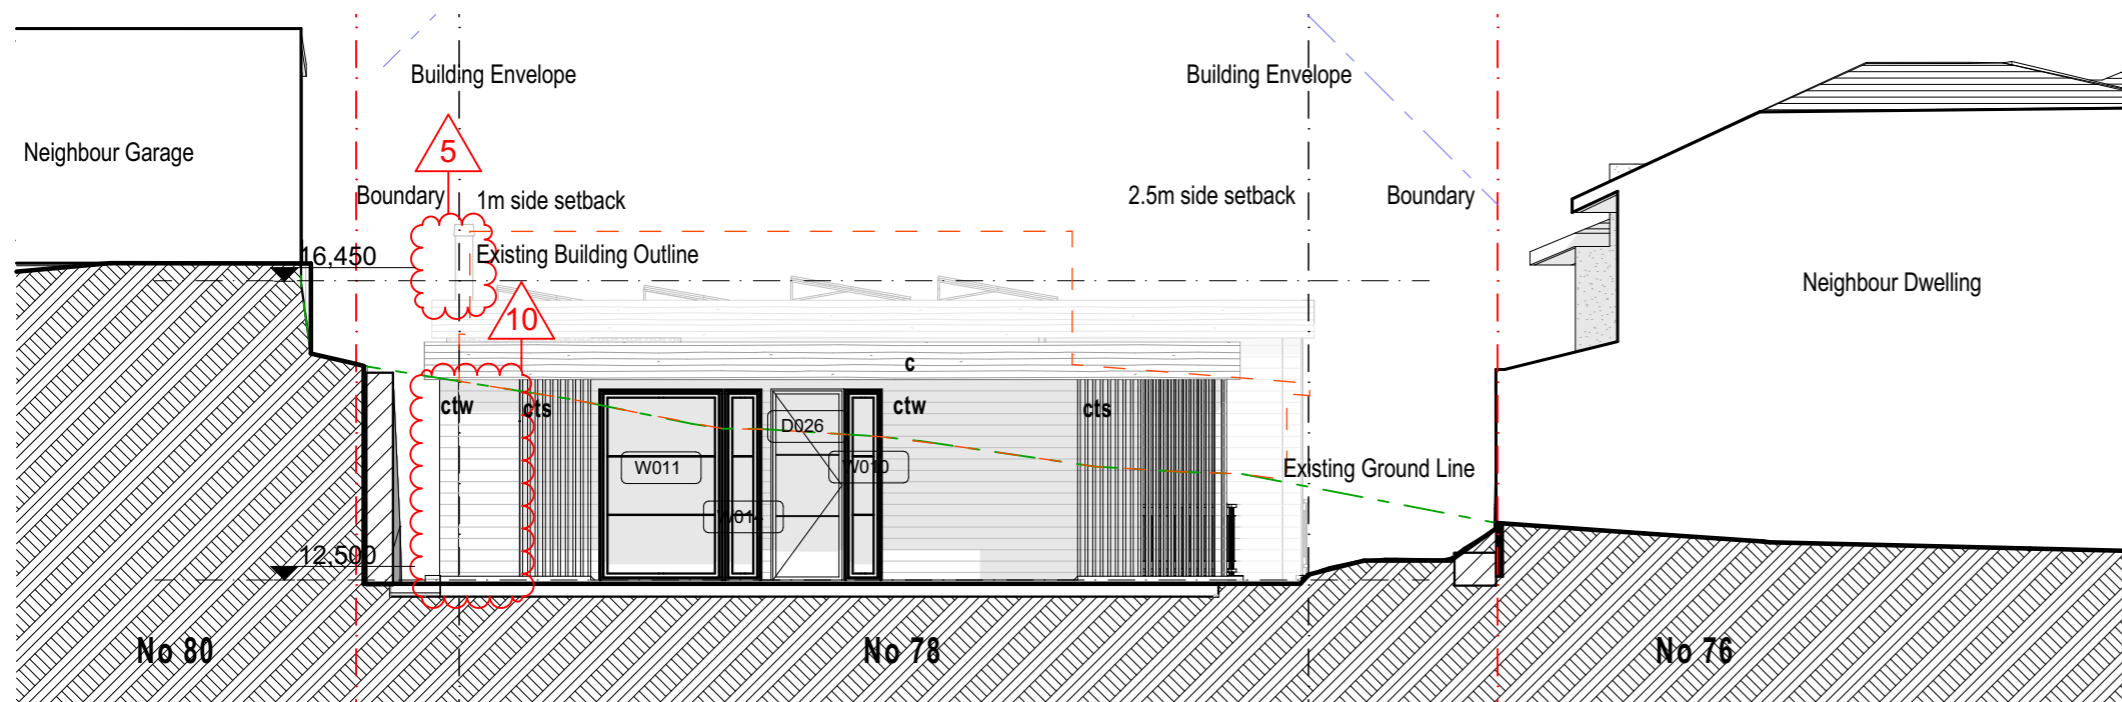 Building Envelope
Building Envelope
Neighbour Garage
5
Boundary
1m side setback
2.5m side setback
Boundary
16,450
Existing Building Outline
Neighbour Dwelling
10
c
ctw
cts
ctw
cts
D026
W011
W010
Existing Ground Line
W014
12,500
No 80
No 78
No 76